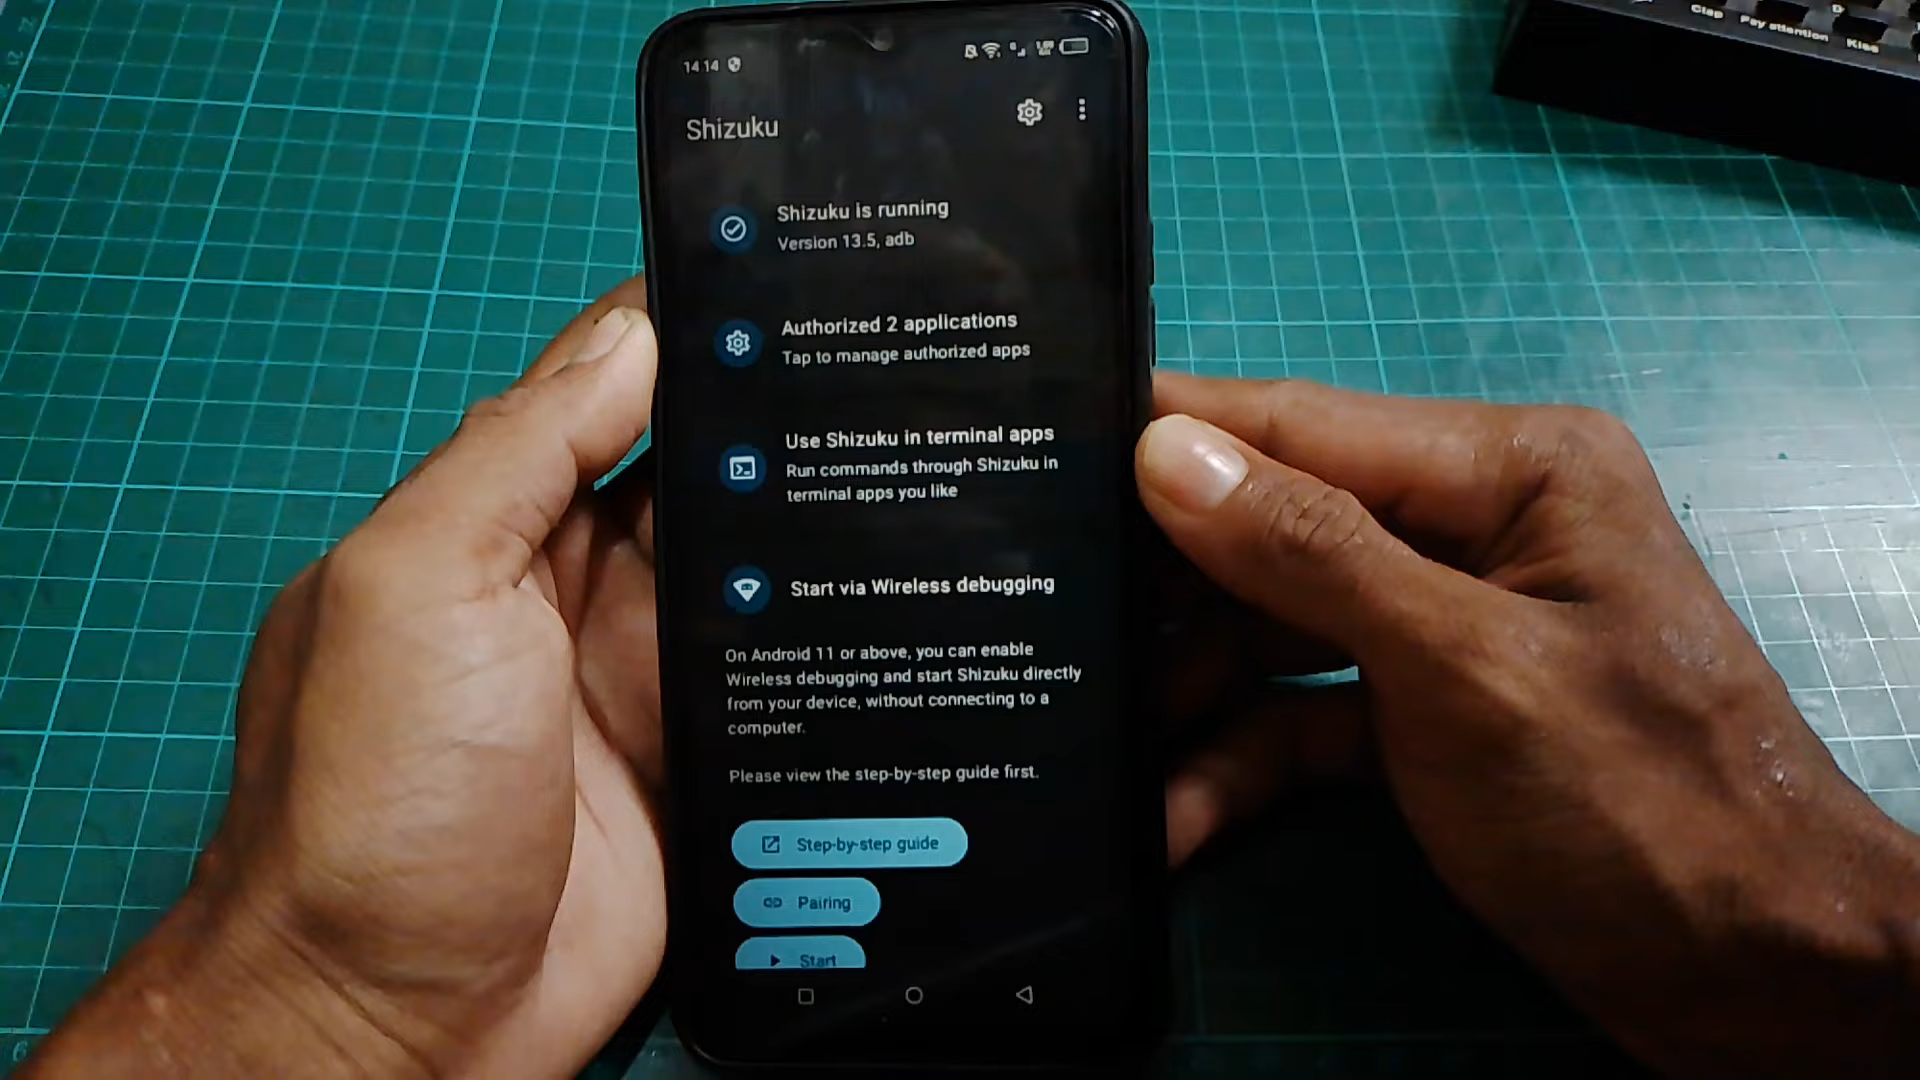 Clap
Pay attention
Kiss
14 14
Shizuku
Shizuku is running
Version 13.5, adb
Authorized 2 applications
Tap to manage authorized apps
Use Shizuku in terminal apps
Run commands through Shizuku in
terminal apps you like
Start via Wireless debugging
On Android 11 or above, you can enable
Wireless debugging and start Shizuku directly
from your device, without connecting to a
computer.
Please view the step-by-step guide first.
Step-by-step guide
Pairing
Start